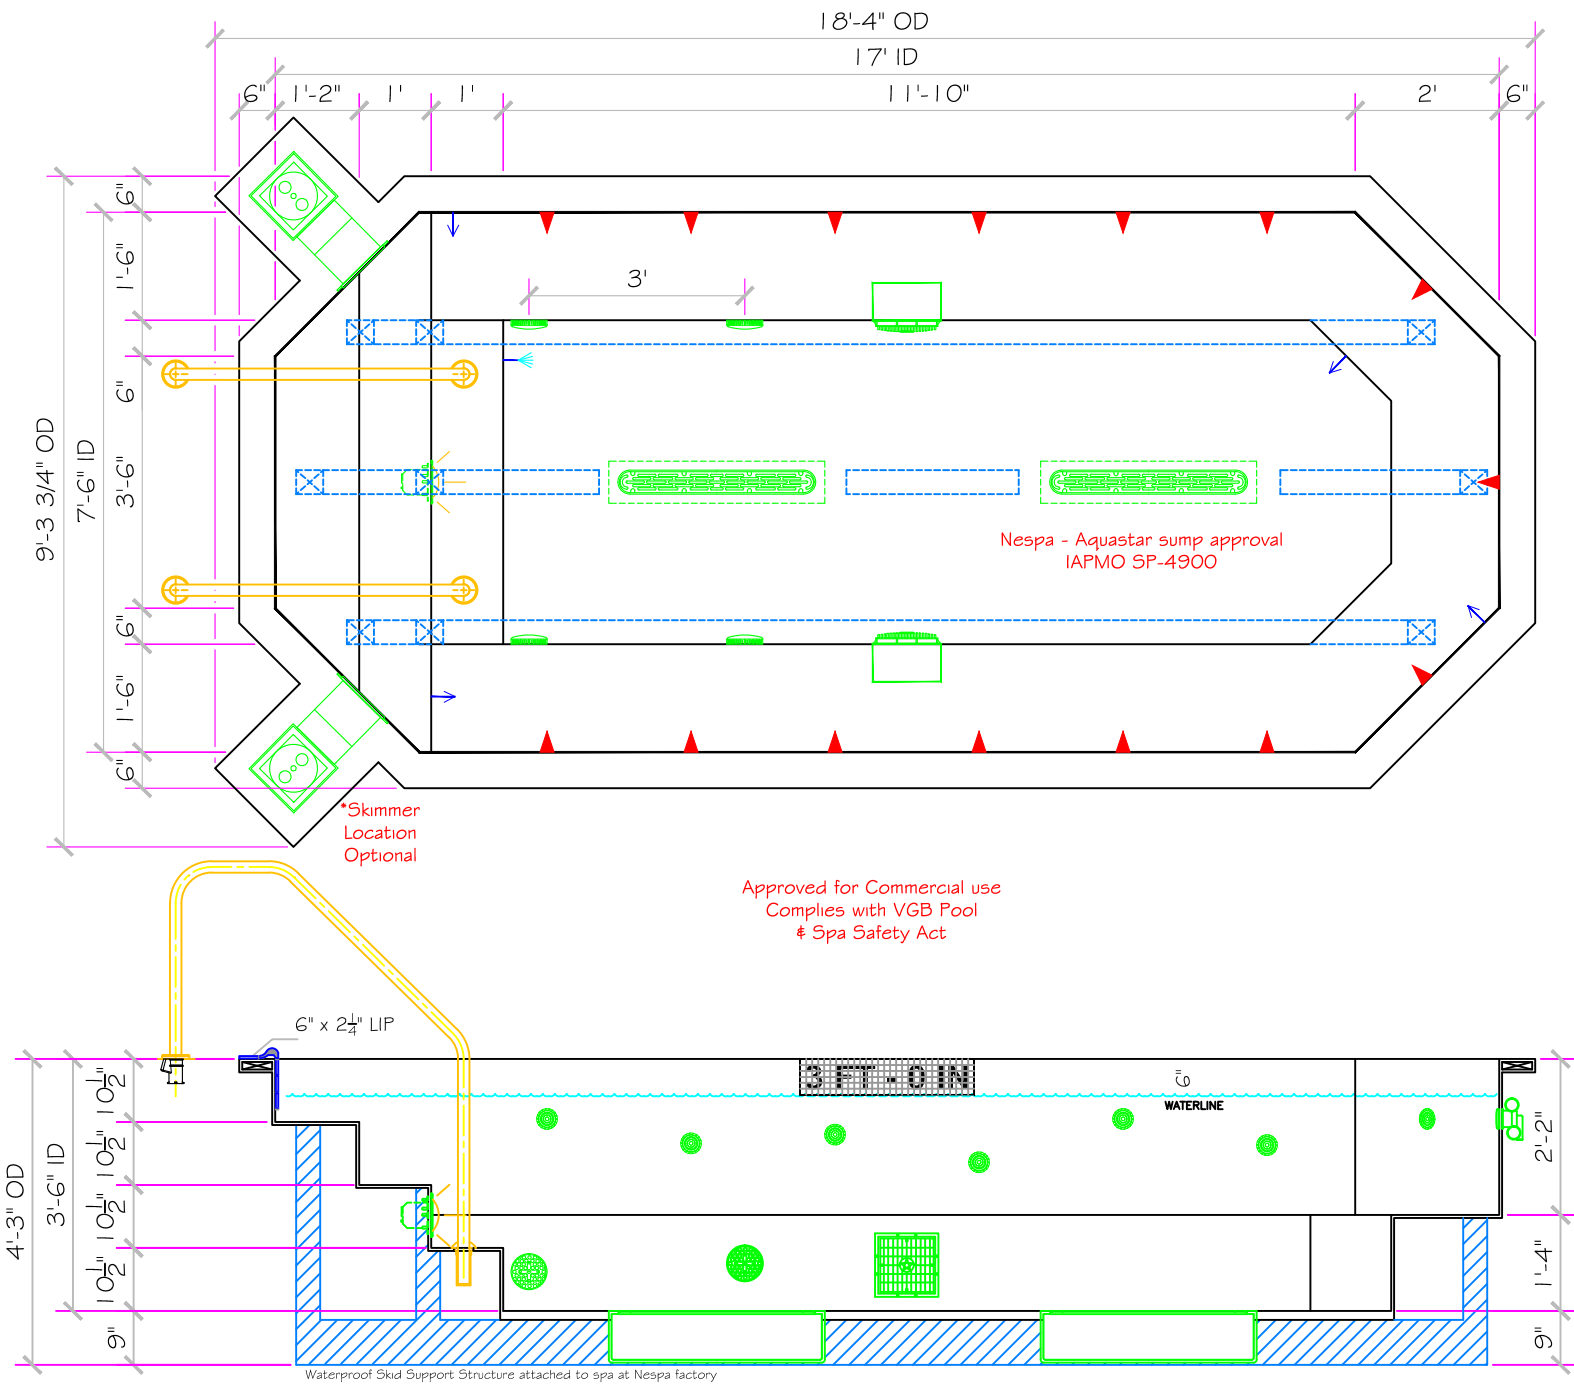 18'-4" OD
17' ID
6" 1'-2" 1' 1' 11'-10" 2' 6"
6"
1'-6"
6"
3'-6"
6"
1'-6"
6"
7'-6" ID
9'-3 3/4" OD
3'
Nespa - Aquastar sump approval
IAPMO SP-4900
*Skimmer
Location
Optional
Approved for Commercial use
Complies with VGB Pool
& Spa Safety Act
6" x 2 1/4" LIP
3 FT - 0 IN
6"
WATERLINE
10 1/2"
10 1/2"
10 1/2"
10 1/2"
9"
3'-6" ID
4'-3" OD
2'-2"
1'-4"
9"
Waterproof Skid Support Structure attached to spa at Nespa factory